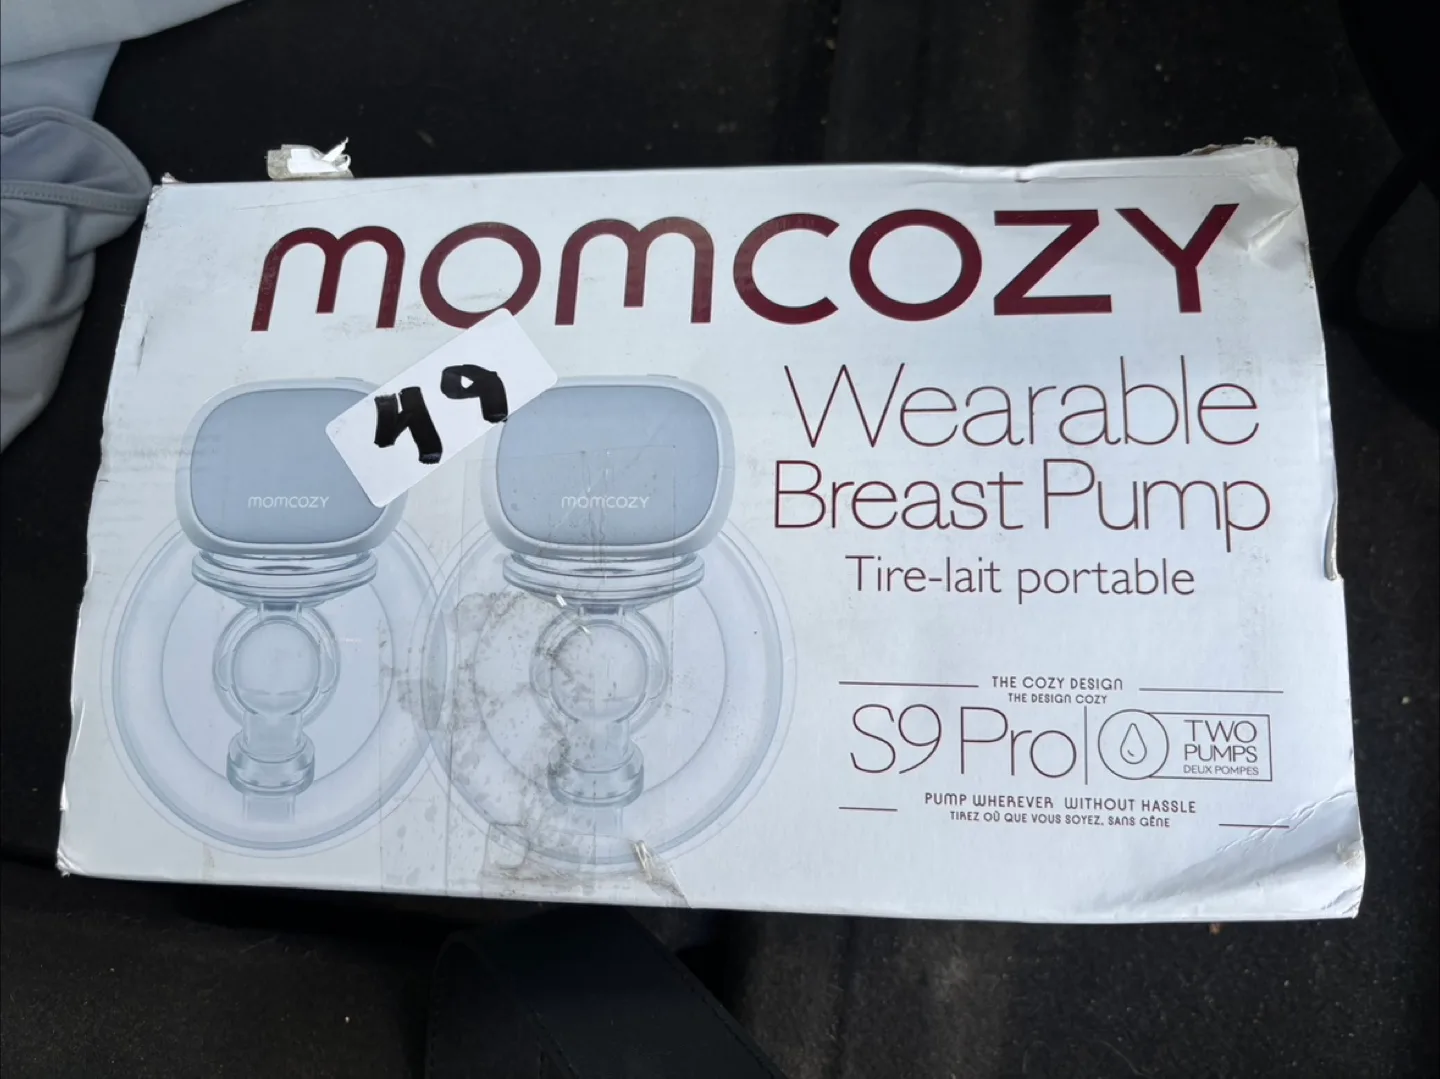 momcozy
49
Wearable
Breast Pump
Tire-lait portable
momcozy
momcozy
THE COZY DESIGN
THE DESIGN COZY
S9 Pro
TWO
PUMPS
DEUX POMPES
PUMP WHEREVER WITHOUT HASSLE
TIREZ OÙ QUE VOUS SOYEZ, SANS GÊNE